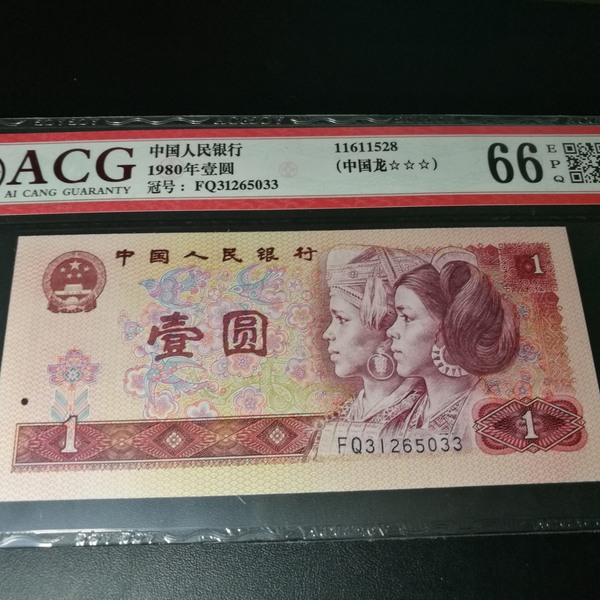 ACG
AI CANG GUARANTY
中国人民银行
1980年壹圆
冠号：FQ31265033
11611528
(中国龙☆☆☆)
66
E
P
Q
中国人民银行
1
壹圆
1
FQ31265033
1